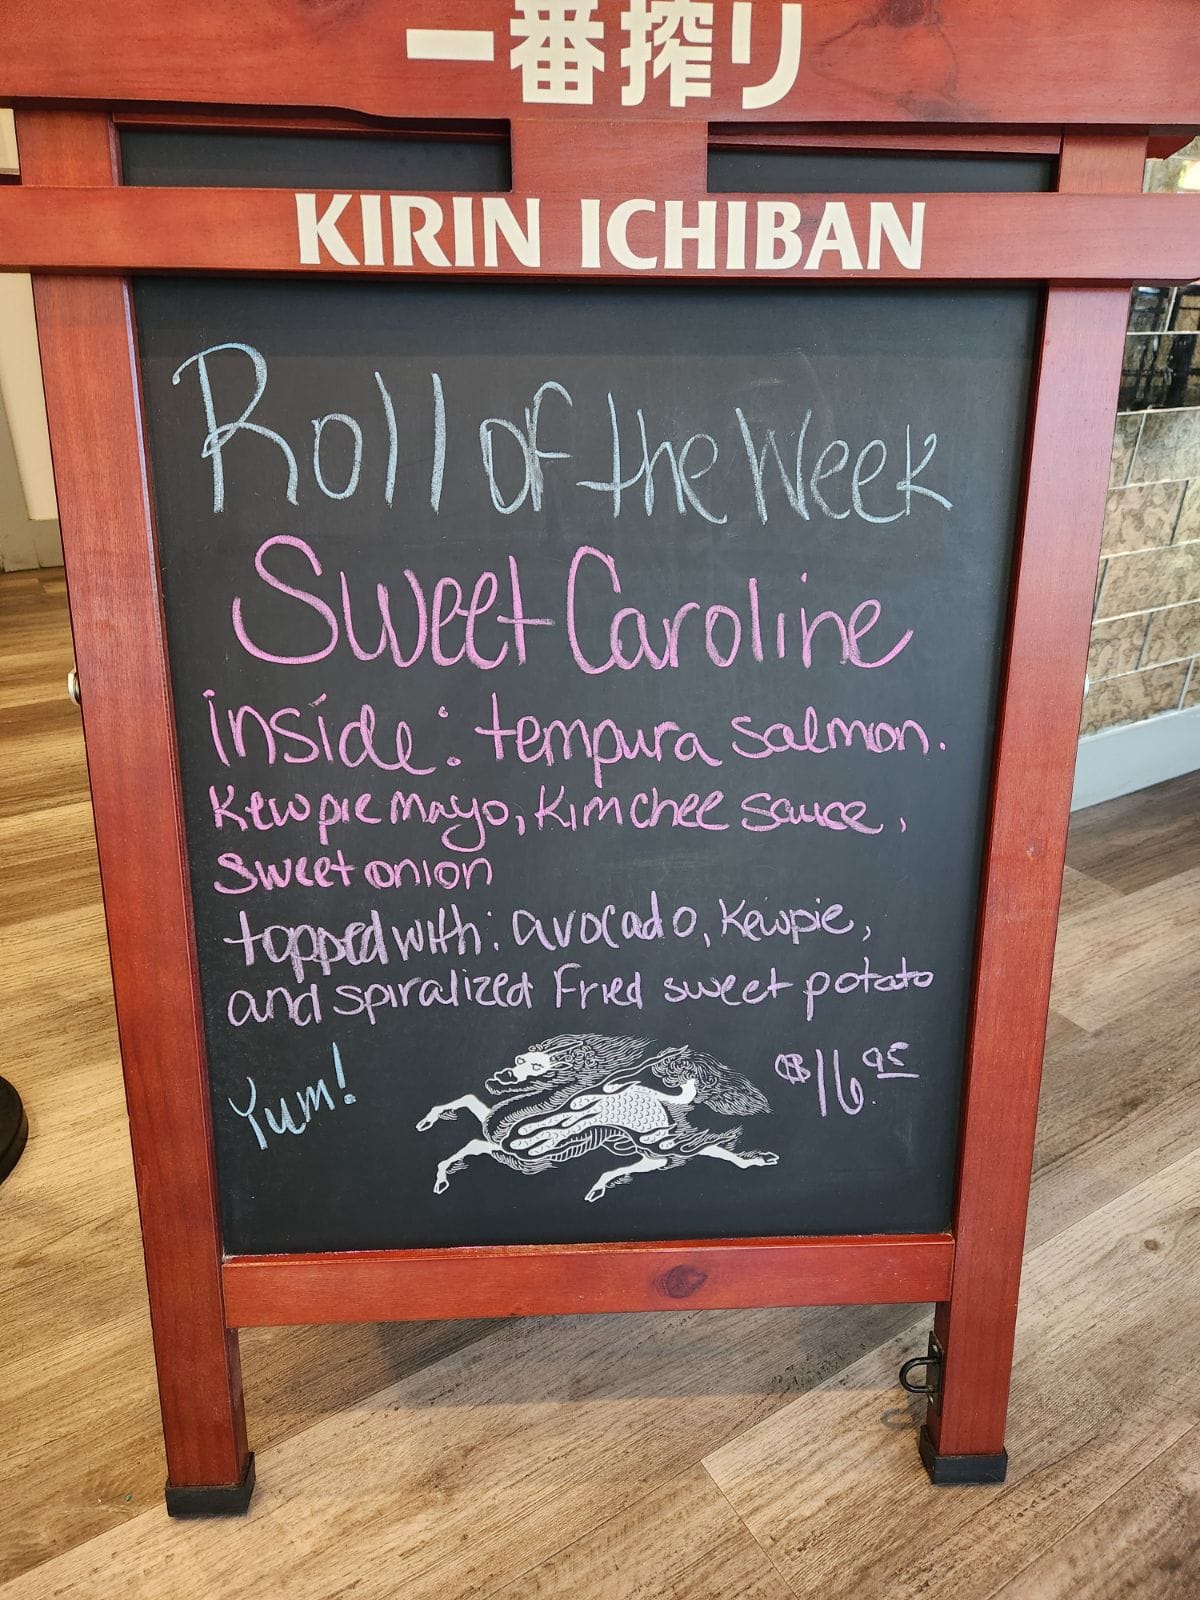 一番搾り
KIRIN ICHIBAN
Roll of the Week
Sweet Caroline
inside: tempura salmon.
Kewpie mayo, Kimchee sauce,
sweet onion
topped with: avocado, Kewpie,
and spiralized Fried sweet potato
Yum!
$16.95